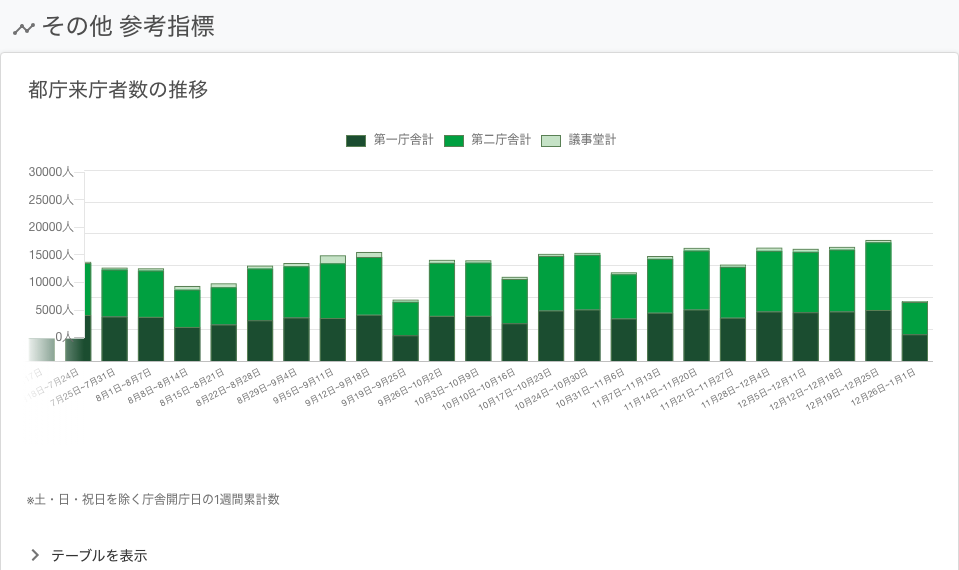 その他 参考指標
都庁来庁者数の推移
第一庁舎計 第二庁舎計 議事堂計
30000人
25000人
20000人
15000人
10000人
5000人
0人
7月25日~7月31日
8月1日~8月7日
8月8日~8月14日
8月15日~8月21日
8月22日~8月28日
8月29日~9月4日
9月5日~9月11日
9月12日~9月18日
9月19日~9月25日
9月26日~10月2日
10月3日~10月9日
10月10日~10月16日
10月17日~10月23日
10月24日~10月30日
10月31日~11月6日
11月7日~11月13日
11月14日~11月20日
11月21日~11月27日
11月28日~12月4日
12月5日~12月11日
12月12日~12月18日
12月19日~12月25日
12月26日~1月1日
※土・日・祝日を除く庁舎開庁日の1週間累計数
テーブルを表示